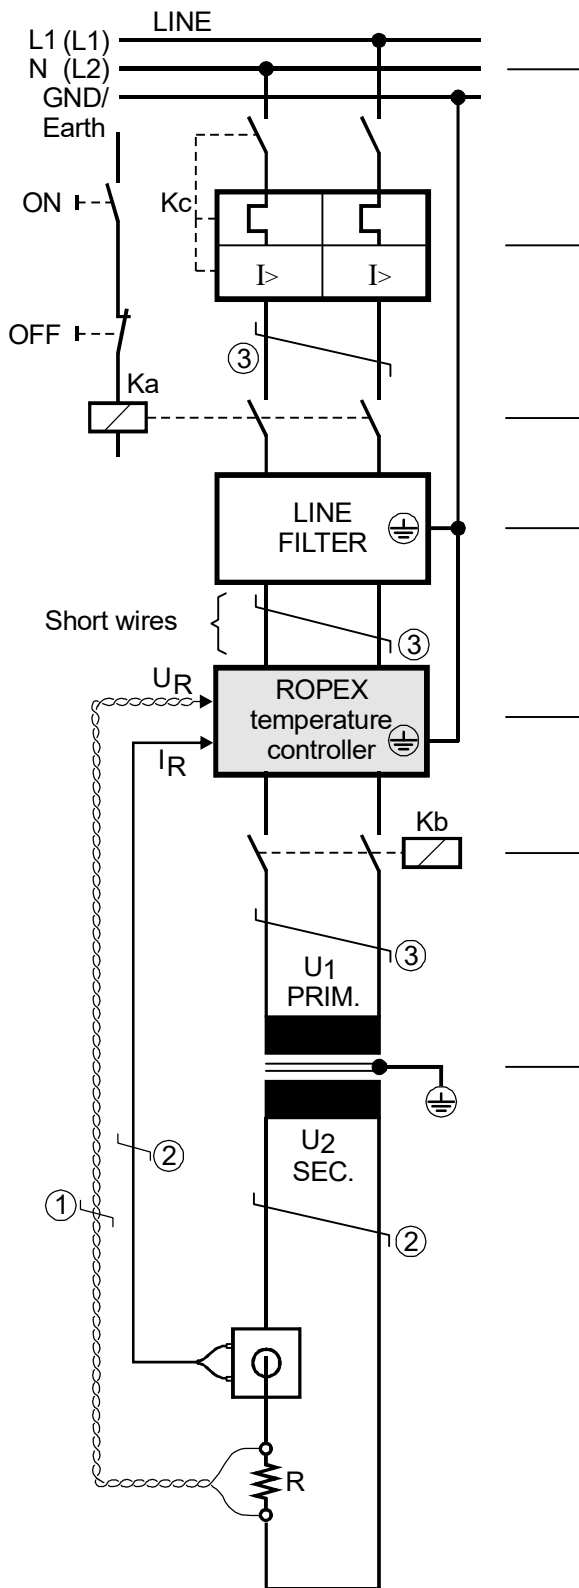 LINE
L1 (L1)
N (L2)
GND/
Earth
ON
Kc
I> I>
OFF
3
Ka
LINE
FILTER
Short wires
3
UR
ROPEX
temperature
controller
IR
Kb
3
U1
PRIM.
U2
SEC.
2
1
2
R